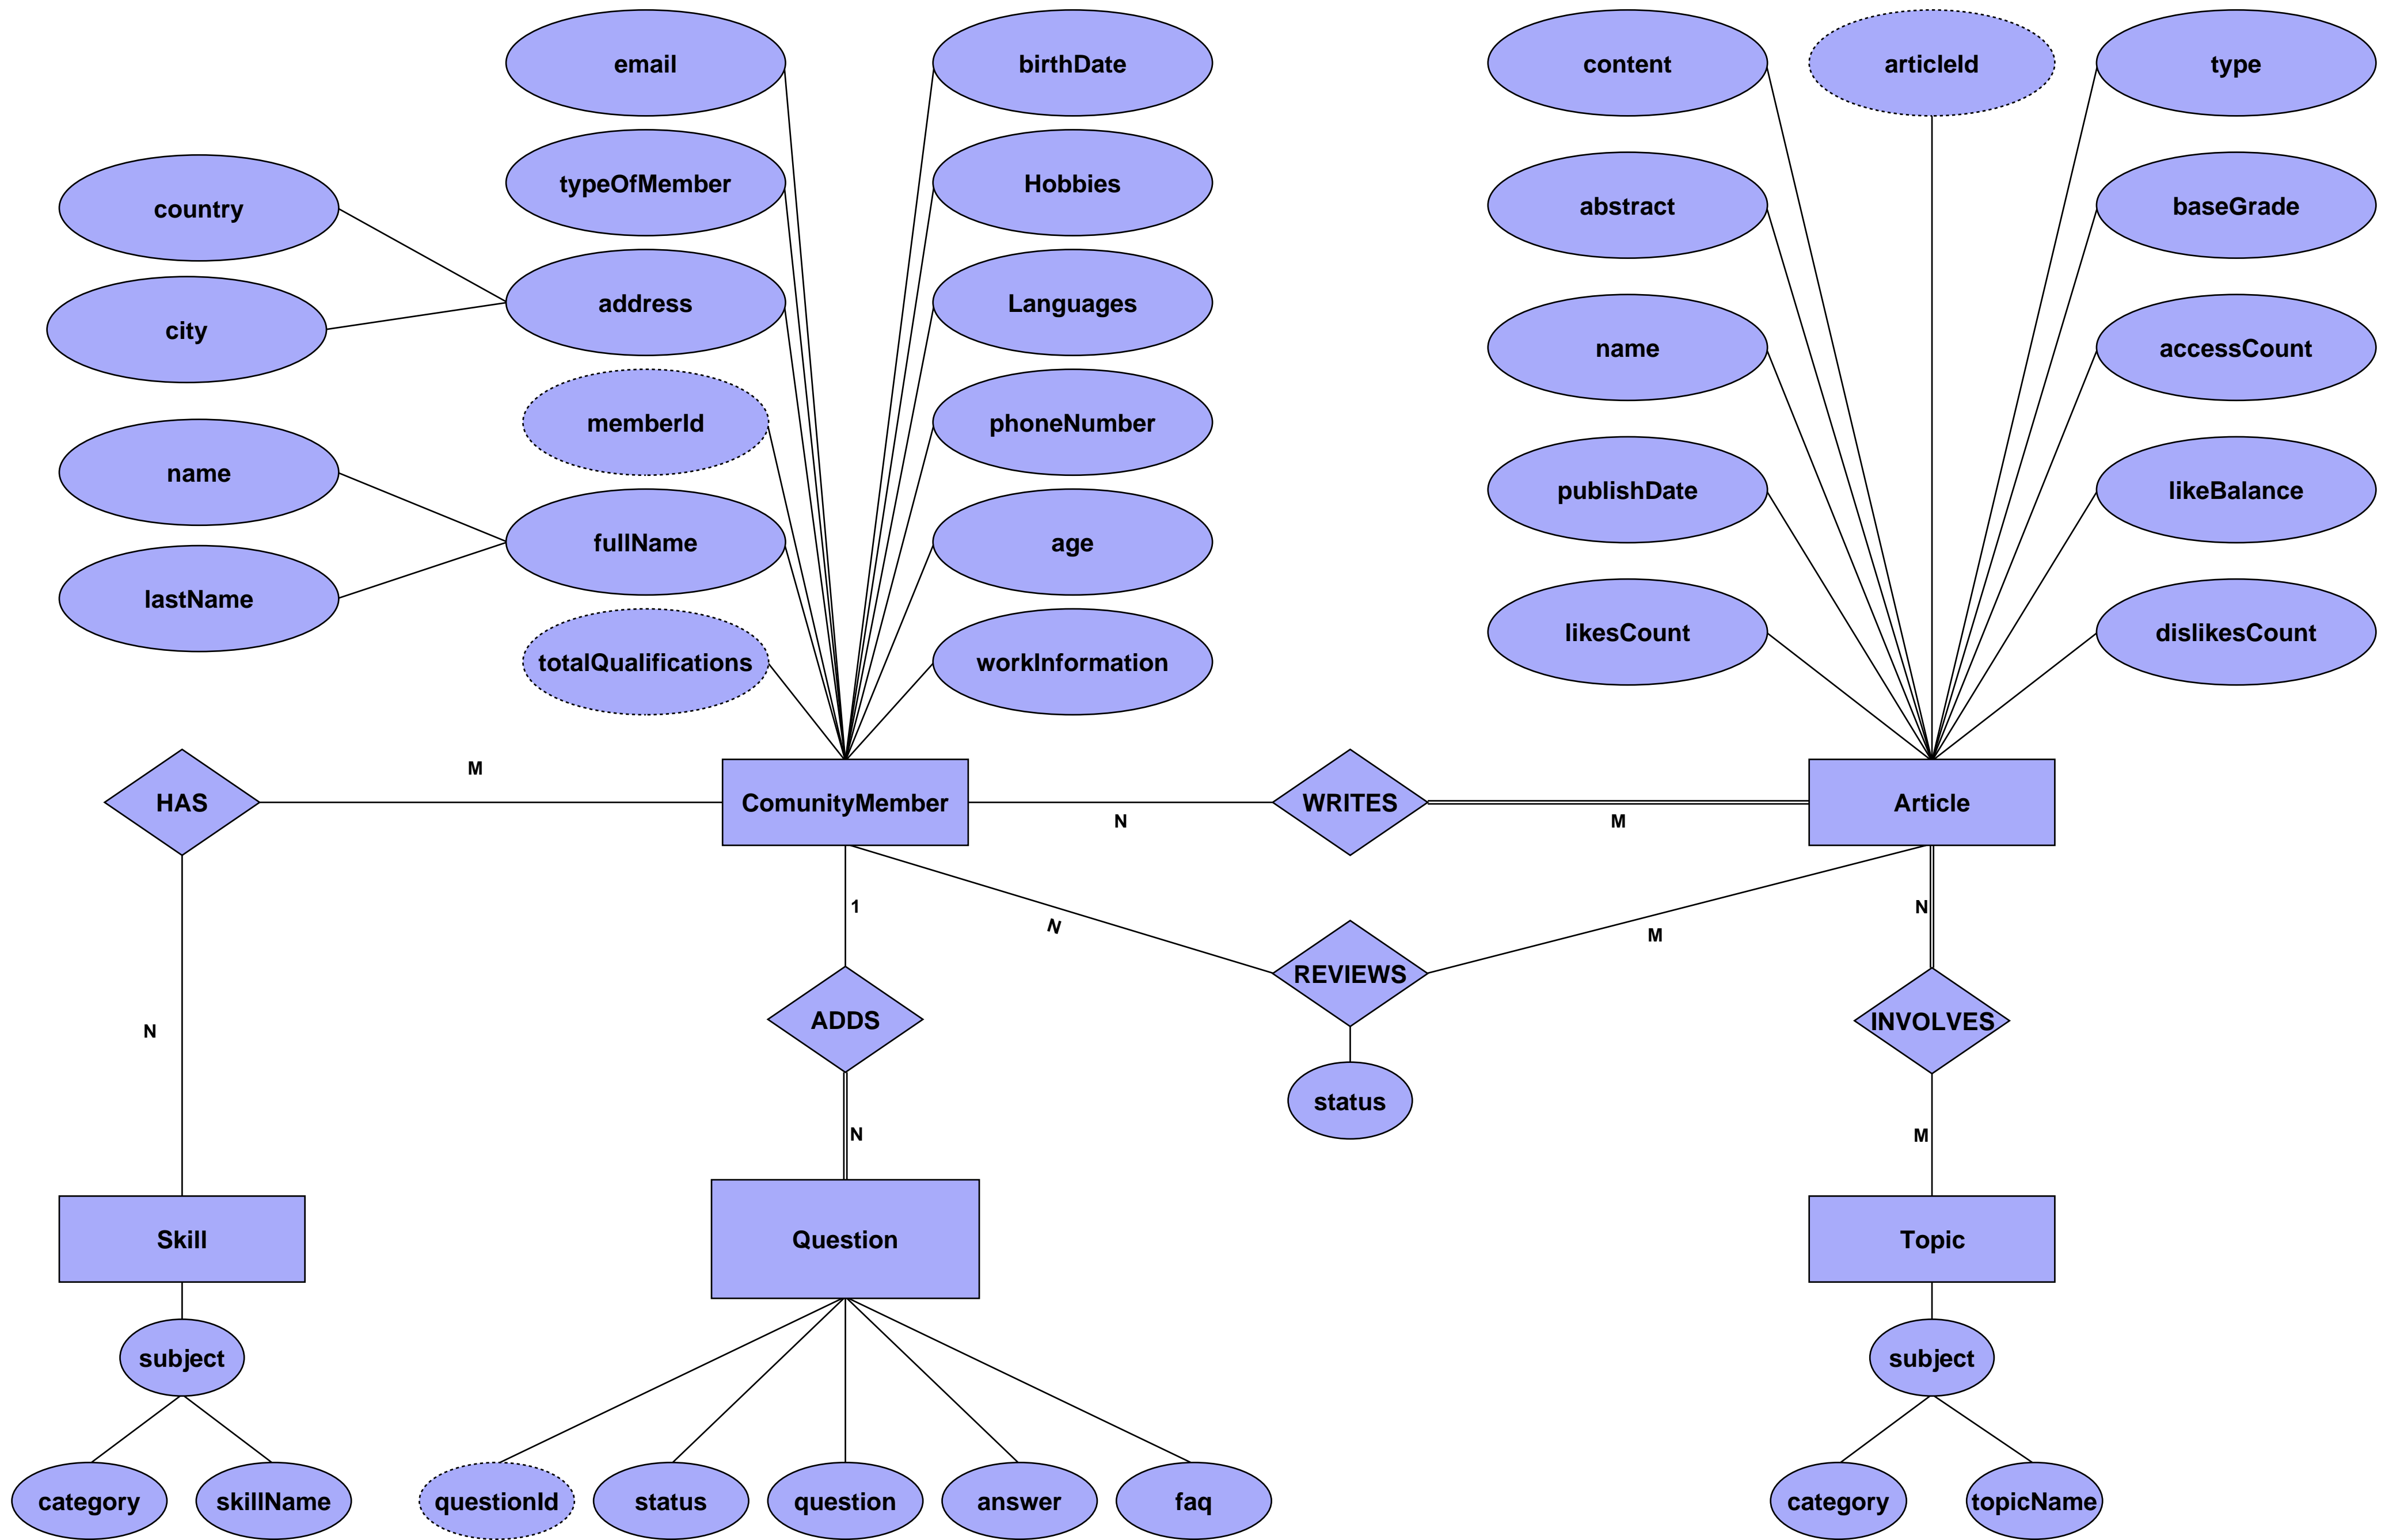 email
birthDate
content
articleId
type
typeOfMember
Hobbies
country
abstract
baseGrade
address
Languages
city
name
accessCount
memberId
phoneNumber
name
publishDate
likeBalance
fullName
age
lastName
likesCount
dislikesCount
totalQualifications
workInformation
M
HAS
ComunityMember
WRITES
Article
N
M
1
N
N
M
REVIEWS
ADDS
INVOLVES
N
status
N
M
Skill
Question
Topic
subject
subject
category
skillName
questionId
status
question
answer
faq
category
topicName